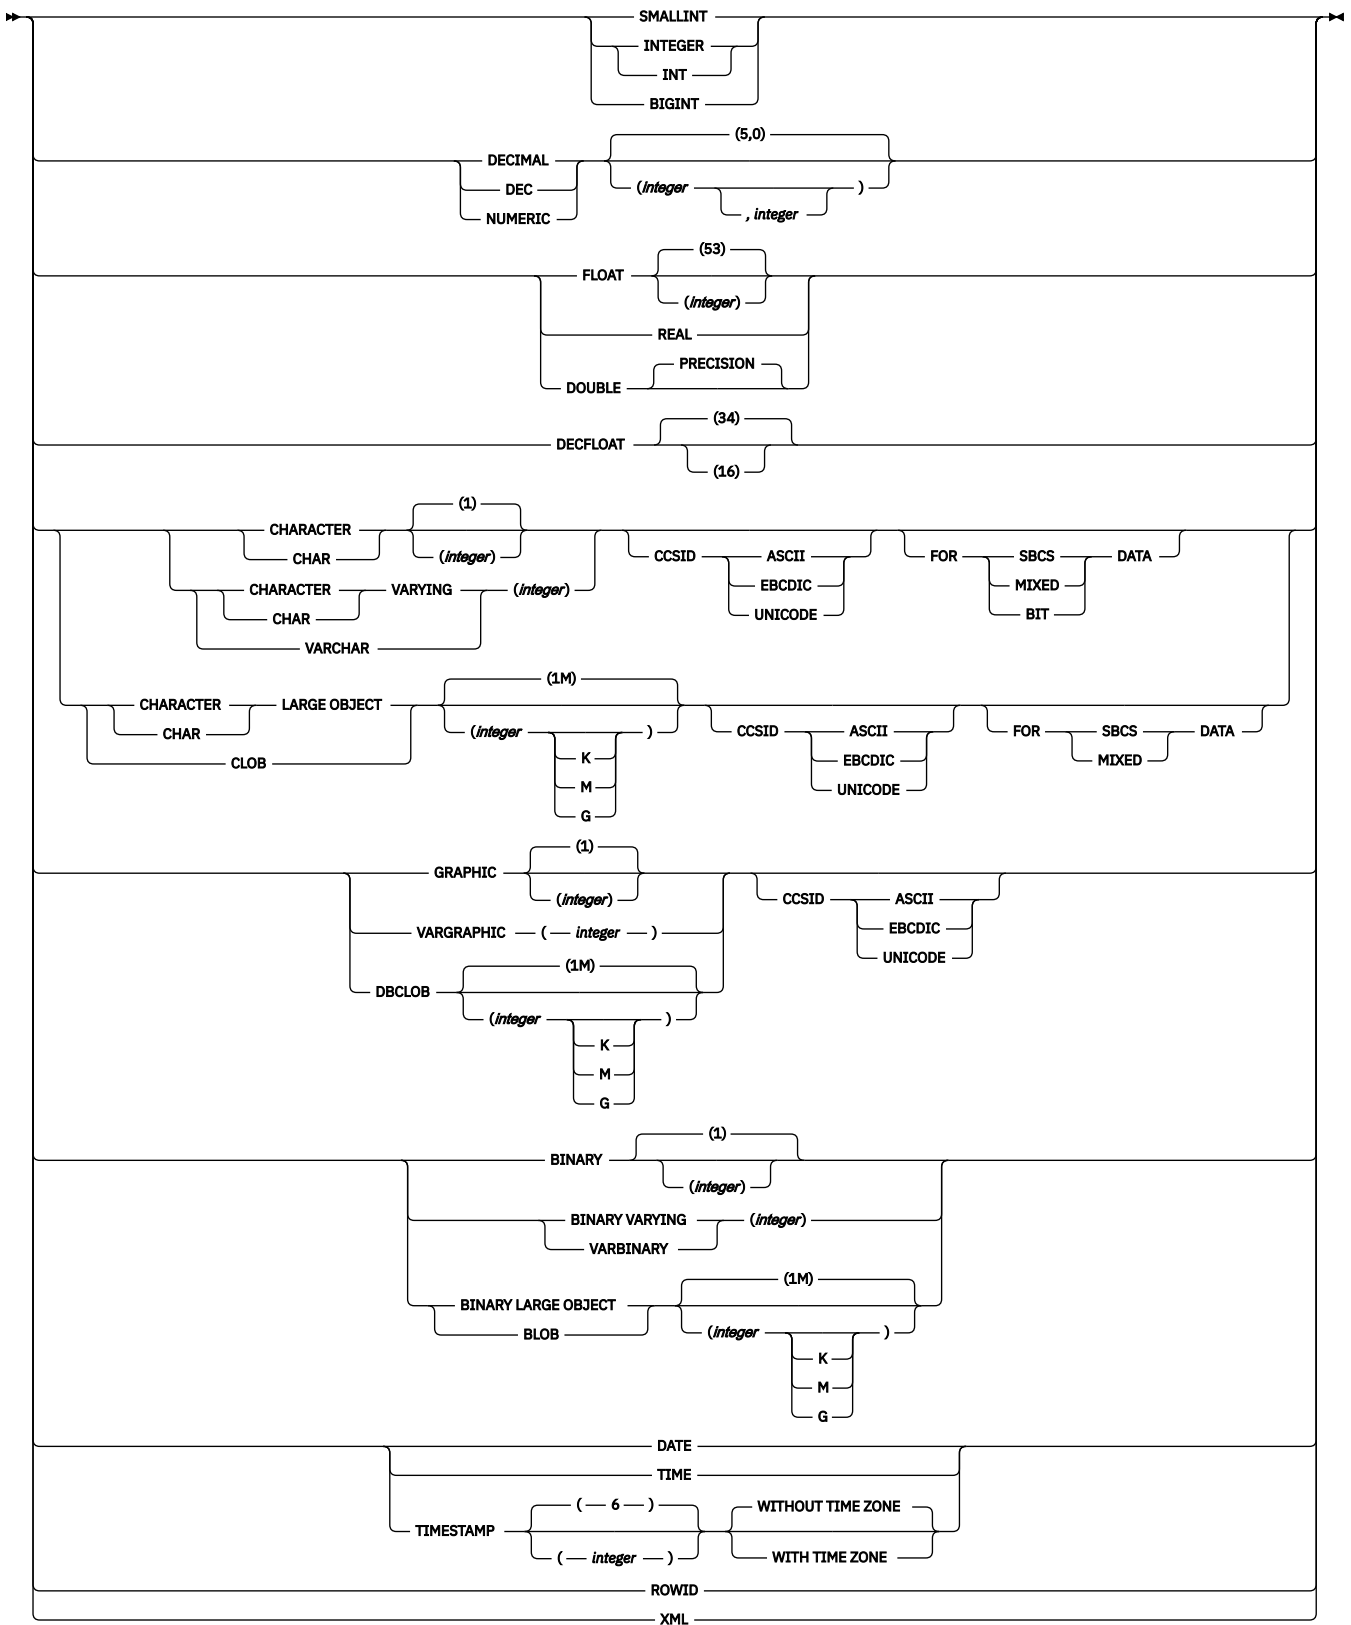 SMALLINT
INTEGER
INT
BIGINT
(5,0)
DECIMAL
DEC
(integer )
NUMERIC , integer
(53)
FLOAT
(integer)
REAL
PRECISION
DOUBLE
(34)
DECFLOAT
(16)
(1)
CHARACTER
CHAR (integer) CCSID ASCII FOR SBCS DATA
CHARACTER VARYING (integer) EBCDIC MIXED
CHAR UNICODE BIT
VARCHAR
(1M)
CHARACTER LARGE OBJECT
CHAR (integer ) CCSID ASCII FOR SBCS DATA
CLOB K EBCDIC MIXED
M UNICODE
G
(1)
GRAPHIC
(integer) CCSID ASCII
VARGRAPHIC ( integer ) EBCDIC
UNICODE
(1M)
DBCLOB
(integer )
K
M
G
(1)
BINARY
(integer)
BINARY VARYING (integer)
VARBINARY
(1M)
BINARY LARGE OBJECT
BLOB (integer )
K
M
G
DATE
TIME
( 6 ) WITHOUT TIME ZONE
TIMESTAMP
( integer ) WITH TIME ZONE
ROWID
XML